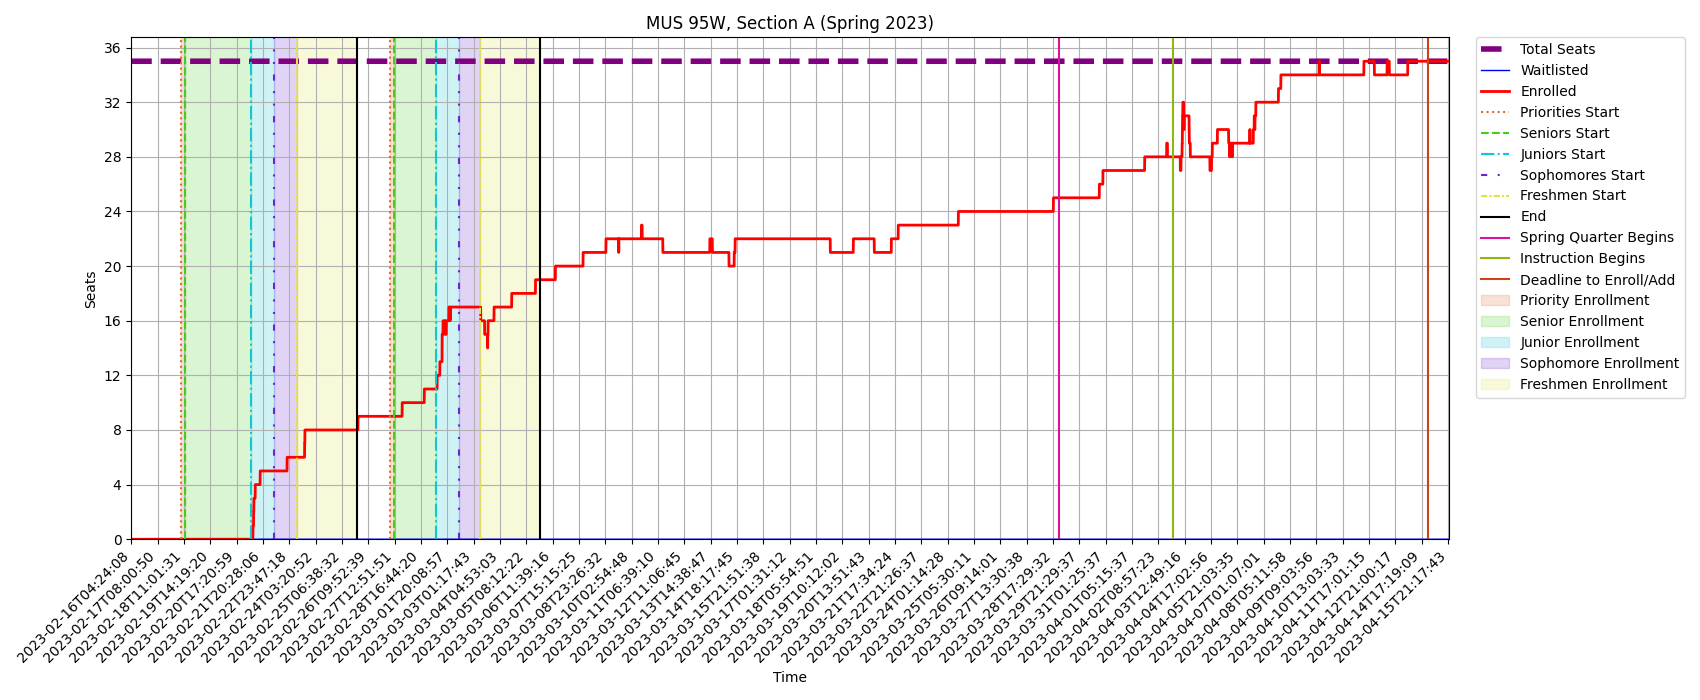 MUS 95W, Section A (Spring 2023)
Seats
36
32
28
24
20
16
12
8
4
0
2023-02-16T04:24:08
2023-02-17T08:00:50
2023-02-18T11:01:31
2023-02-19T14:19:20
2023-02-20T17:20:59
2023-02-21T20:28:06
2023-02-22T23:47:18
2023-02-24T03:20:52
2023-02-25T06:38:32
2023-02-26T09:52:39
2023-02-27T12:51:51
2023-02-28T16:44:20
2023-03-01T20:08:57
2023-03-03T01:17:43
2023-03-04T04:53:03
2023-03-05T08:12:22
2023-03-06T11:39:16
2023-03-07T15:15:25
2023-03-08T23:26:32
2023-03-10T02:54:48
2023-03-11T06:39:10
2023-03-12T11:06:45
2023-03-13T14:38:47
2023-03-14T18:17:45
2023-03-15T21:51:38
2023-03-17T01:31:12
2023-03-18T05:54:51
2023-03-19T10:12:02
2023-03-20T13:51:43
2023-03-21T17:34:24
2023-03-22T21:26:37
2023-03-24T01:14:28
2023-03-25T05:30:11
2023-03-26T09:14:01
2023-03-27T13:30:38
2023-03-28T17:29:32
2023-03-29T21:29:37
2023-03-31T01:25:37
2023-04-01T05:15:37
2023-04-02T08:57:23
2023-04-03T12:49:16
2023-04-04T17:02:56
2023-04-05T21:03:35
2023-04-07T01:07:01
2023-04-08T05:11:58
2023-04-09T09:03:56
2023-04-10T13:03:33
2023-04-11T17:01:15
2023-04-12T21:00:17
2023-04-14T17:19:09
2023-04-15T21:17:43
Time
Total Seats
Waitlisted
Enrolled
Priorities Start
Seniors Start
Juniors Start
Sophomores Start
Freshmen Start
End
Spring Quarter Begins
Instruction Begins
Deadline to Enroll/Add
Priority Enrollment
Senior Enrollment
Junior Enrollment
Sophomore Enrollment
Freshmen Enrollment